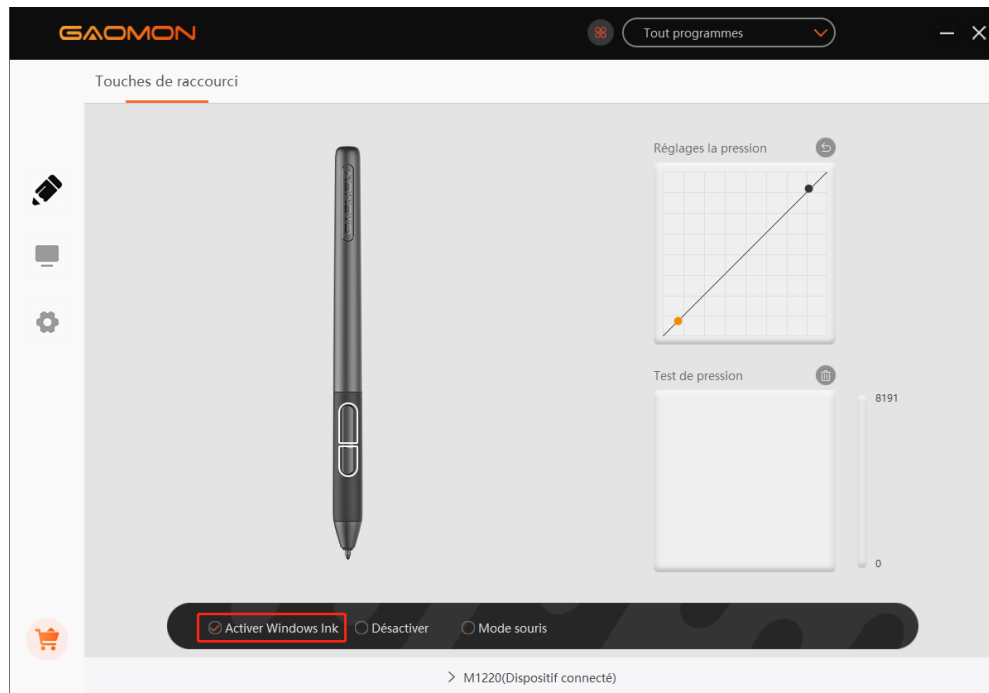 GAOMON
Tout programmes
Touches de raccourci
Réglages la pression
GAOMON
Test de pression
8191
0
Activer Windows Ink
Désactiver
Mode souris
M1220(Dispositif connecté)